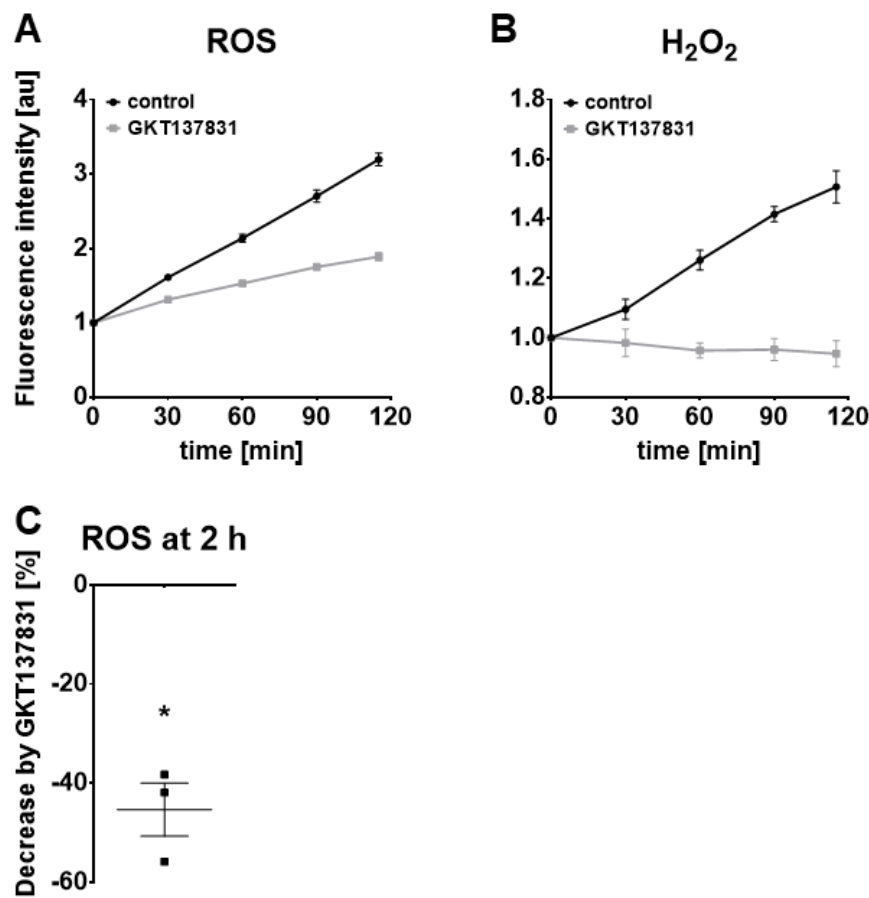 A
ROS
Fluorescence intensity [au]
4
3
2
1
0
control
GKT137831
0 30 60 90 120
time [min]
B
H₂O₂
1.8
1.6
1.4
1.2
1.0
0.8
control
GKT137831
0 30 60 90 120
time [min]
C
ROS at 2 h
Decrease by GKT137831 [%]
0
-20
-40
-60
*